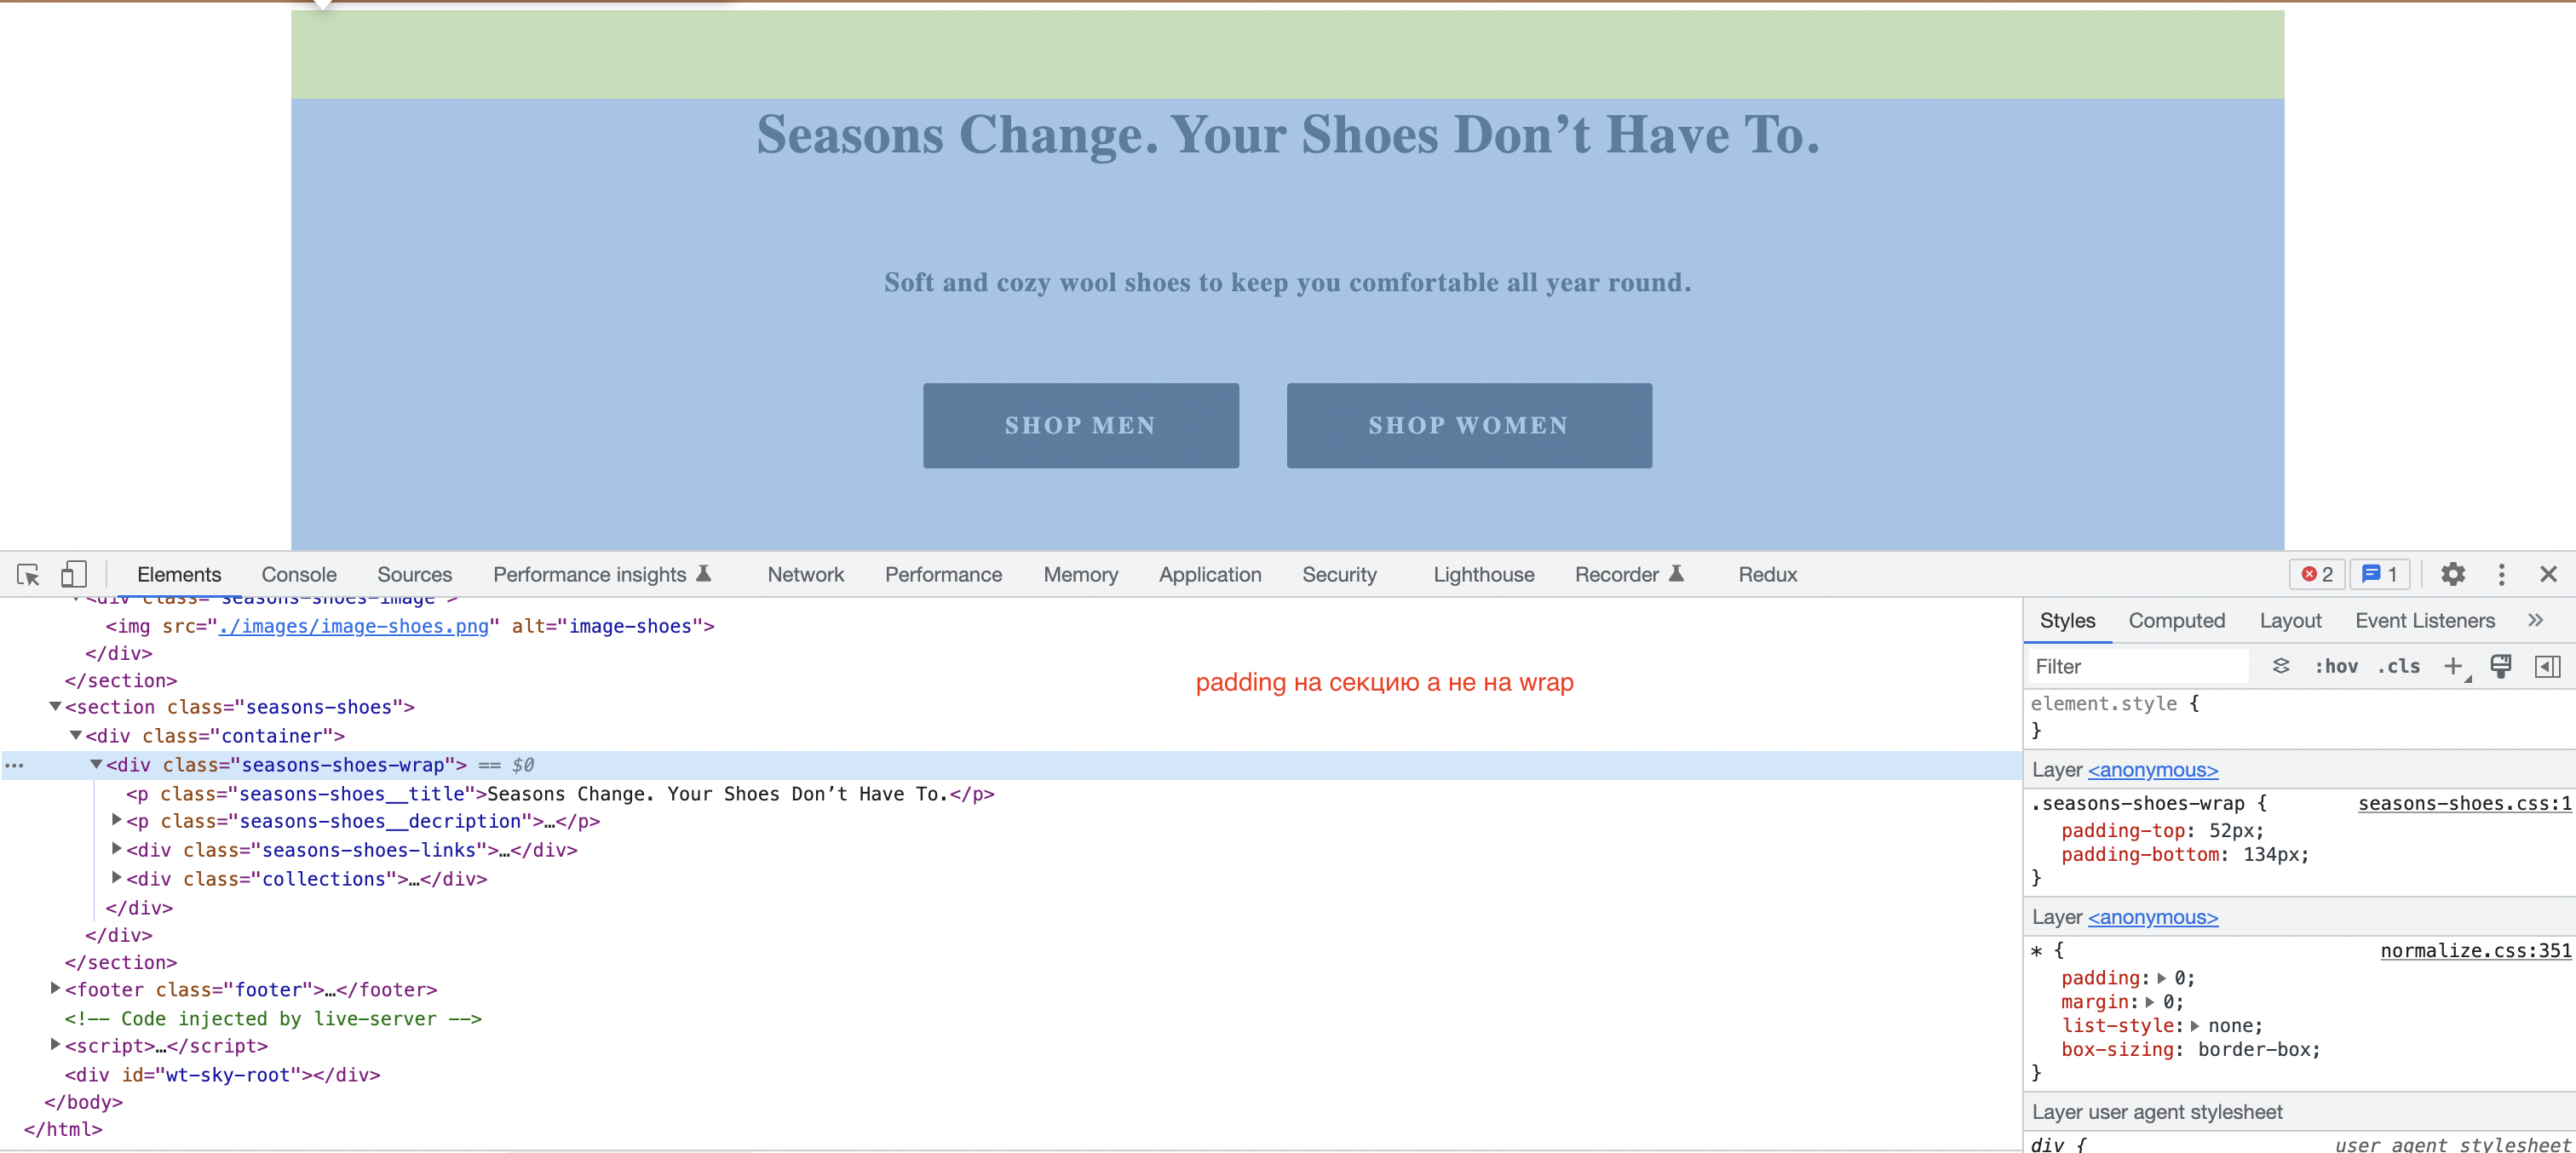 Seasons Change. Your Shoes Don’t Have To.
Soft and cozy wool shoes to keep you comfortable all year round.
SHOP MEN SHOP WOMEN
Elements Console Sources Performance insights Network Performance Memory Application Security Lighthouse Recorder Redux 2 1
<div class="seasons-shoes-image">
<img src="./images/image-shoes.png" alt="image-shoes">
</div>
</section>
padding на секцию а не на wrap
<section class="seasons-shoes">
<div class="container">
<div class="seasons-shoes-wrap"> == $0
<p class="seasons-shoes__title">Seasons Change. Your Shoes Don’t Have To.</p>
<p class="seasons-shoes__decription">…</p>
<div class="seasons-shoes-links">…</div>
<div class="collections">…</div>
</div>
</div>
</section>
<footer class="footer">…</footer>
<!-- Code injected by live-server -->
<script>…</script>
<div id="wt-sky-root"></div>
</body>
</html>
Styles Computed Layout Event Listeners »
Filter :hov .cls +
element.style {
}
Layer <anonymous>
.seasons-shoes-wrap { seasons-shoes.css:1
padding-top: 52px;
padding-bottom: 134px;
}
Layer <anonymous>
* { normalize.css:351
padding: 0;
margin: 0;
list-style: none;
box-sizing: border-box;
}
Layer user agent stylesheet
div { user agent stylesheet